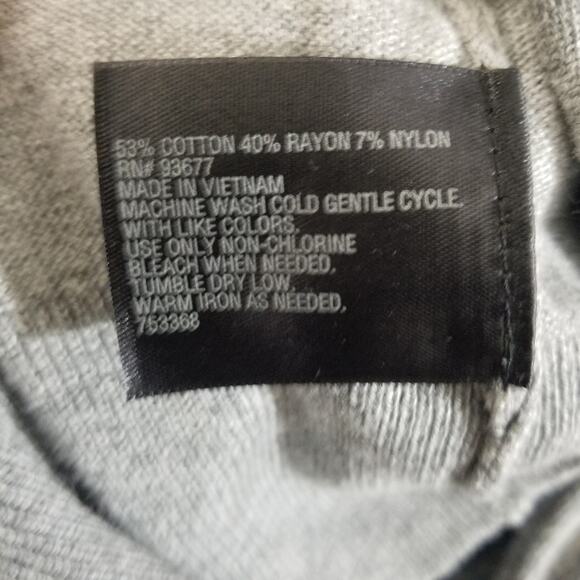 53% COTTON 40% RAYON 7% NYLON
RN# 93677
MADE IN VIETNAM
MACHINE WASH COLD GENTLE CYCLE.
WITH LIKE COLORS.
USE ONLY NON-CHLORINE
BLEACH WHEN NEEDED.
TUMBLE DRY LOW.
WARM IRON AS NEEDED.
753368